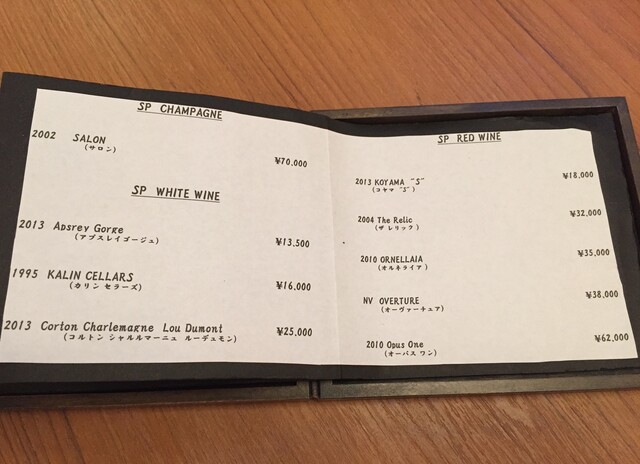 SP CHAMPAGNE
2002 SALON
(サロン)
¥70,000
SP WHITE WINE
2013 Apsrey Gorge
(アプスレイゴージュ)
¥13,500
1995 KALIN CELLARS
(カリン セラーズ)
¥16,000
2013 Corton Charlemagne Lou Dumont
(コルトン シャルルマーニュ ルーデュモン)
¥25,000
SP RED WINE
2013 KOYAMA "S"
(コヤマ "S")
¥18,000
2004 The Relic
(ザ レリック)
¥32,000
2010 ORNELLAIA
(オルネライア)
¥35,000
NV OVERTURE
(オーヴァーチュア)
¥38,000
2010 Opus One
(オーパス ワン)
¥62,000